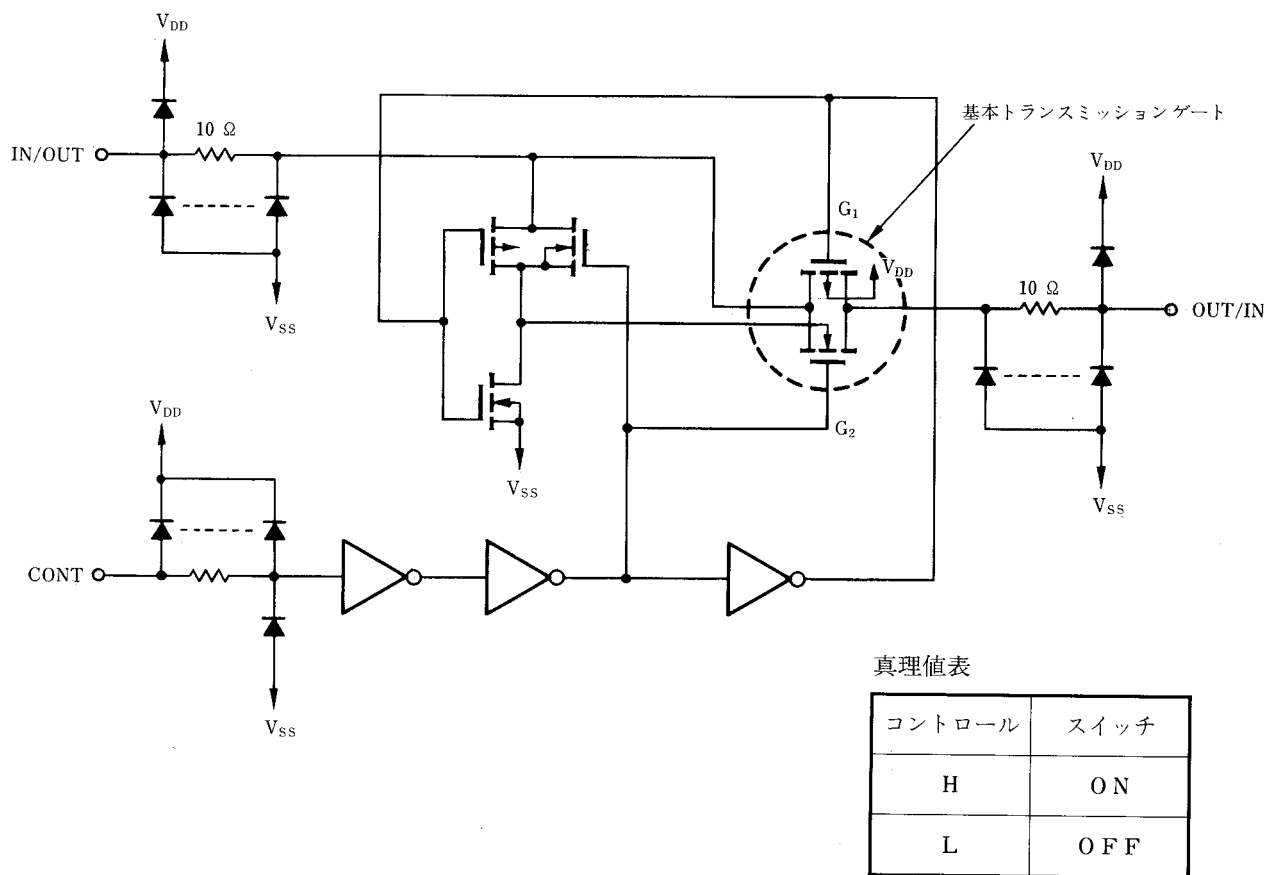 V_DD
10 Ω
IN/OUT
V_SS
基本トランスミッションゲート
V_DD
G₁
V_DD
10 Ω
OUT/IN
G₂
V_SS
V_SS
V_DD
CONT
V_SS
真理値表
コントロール スイッチ
H ON
L OFF